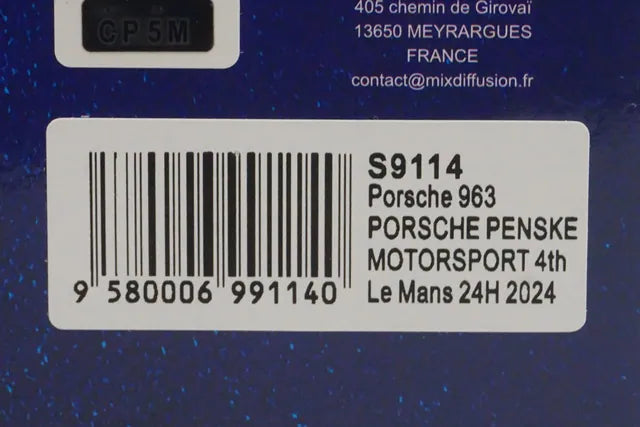 CP5M
405 chemin de Girovaï
13650 MEYRARGUES
FRANCE
contact@mixdiffusion.fr
S9114
Porsche 963
PORSCHE PENSKE
MOTORSPORT 4th
Le Mans 24H 2024
9 580006 991140